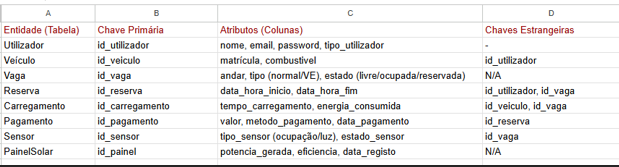 A B C D
Entidade (Tabela) Chave Primária Atributos (Colunas) Chaves Estrangeiras
Utilizador id_utilizador nome, email, password, tipo_utilizador -
Veículo id_veiculo matrícula, combustivel id_utilizador
Vaga id_vaga andar, tipo (normal/VE), estado (livre/ocupada/reservada) N/A
Reserva id_reserva data_hora_inicio, data_hora_fim id_utilizador, id_vaga
Carregamento id_carregamento tempo_carregamento, energia_consumida id_veiculo, id_vaga
Pagamento id_pagamento valor, metodo_pagamento, data_pagamento id_reserva
Sensor id_sensor tipo_sensor (ocupação/luz), estado_sensor id_vaga
PainelSolar id_painel potencia_gerada, eficiencia, data_registo N/A